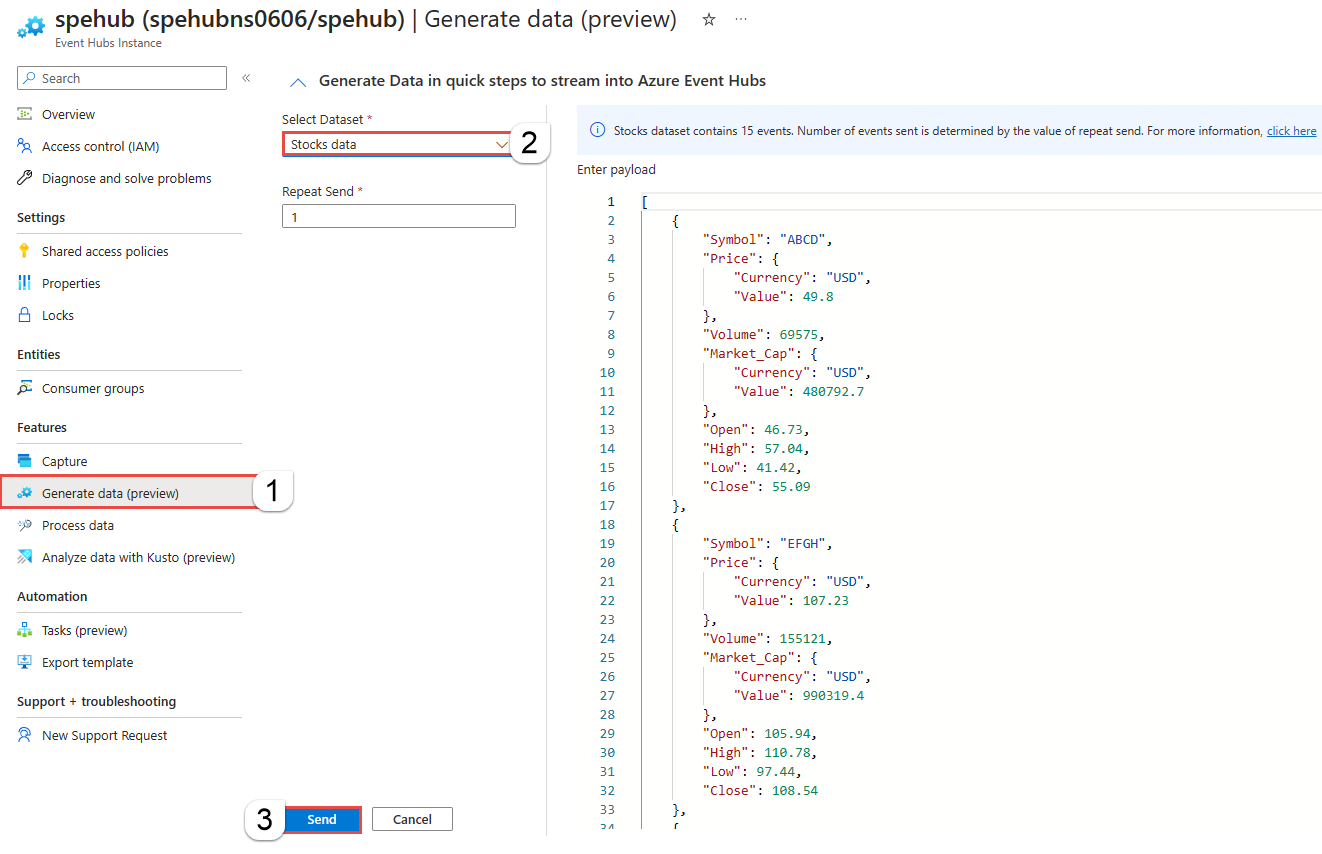 spehub (spehubns0606/spehub) | Generate data (preview) ☆ ···
Event Hubs Instance
Search «
Overview
Access control (IAM)
Diagnose and solve problems
Settings
Shared access policies
Properties
Locks
Entities
Consumer groups
Features
Capture
Generate data (preview) 1
Process data
Analyze data with Kusto (preview)
Automation
Tasks (preview)
Export template
Support + troubleshooting
New Support Request
Generate Data in quick steps to stream into Azure Event Hubs
Select Dataset *
Stocks data 2
Repeat Send *
1
3 Send Cancel
Stocks dataset contains 15 events. Number of events sent is determined by the value of repeat send. For more information, click here
Enter payload
1 [
2 {
3 "Symbol": "ABCD",
4 "Price": {
5 "Currency": "USD",
6 "Value": 49.8
7 },
8 "Volume": 69575,
9 "Market_Cap": {
10 "Currency": "USD",
11 "Value": 480792.7
12 },
13 "Open": 46.73,
14 "High": 57.04,
15 "Low": 41.42,
16 "Close": 55.09
17 },
18 {
19 "Symbol": "EFGH",
20 "Price": {
21 "Currency": "USD",
22 "Value": 107.23
23 },
24 "Volume": 155121,
25 "Market_Cap": {
26 "Currency": "USD",
27 "Value": 990319.4
28 },
29 "Open": 105.94,
30 "High": 110.78,
31 "Low": 97.44,
32 "Close": 108.54
33 },
34 {